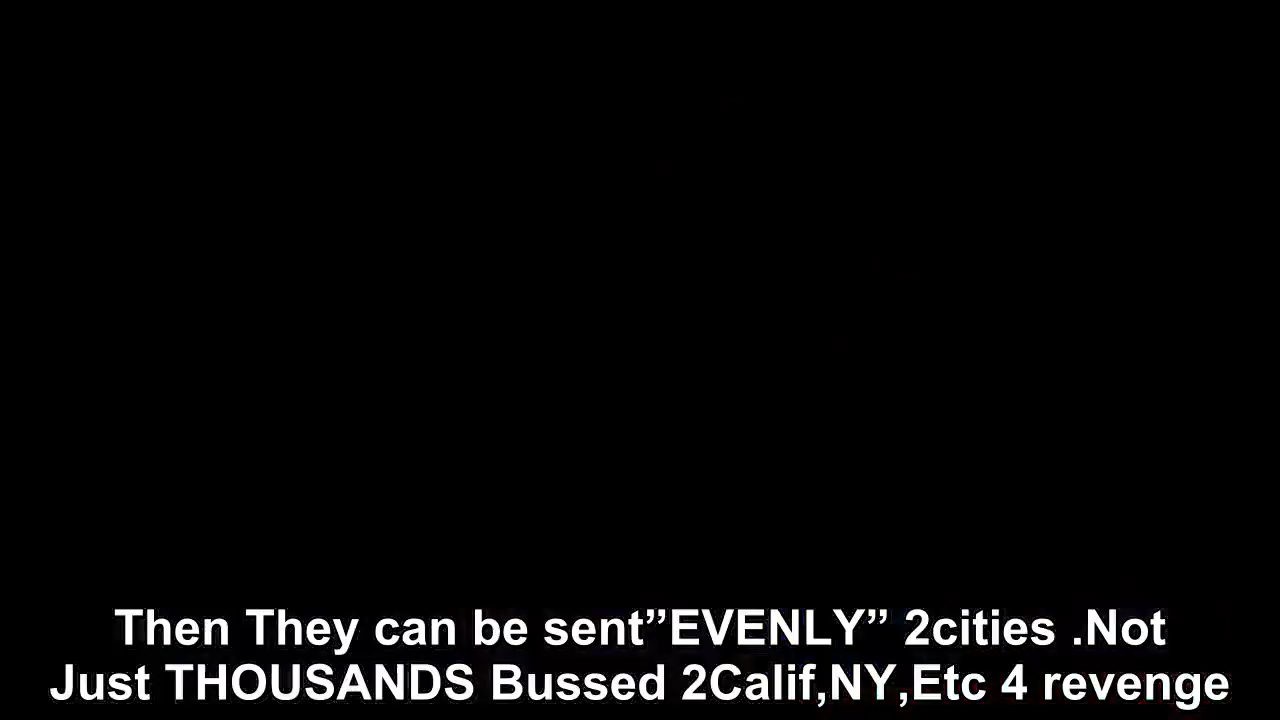 Then They can be sent”EVENLY” 2cities .Not
Just THOUSANDS Bussed 2Calif,NY,Etc 4 revenge